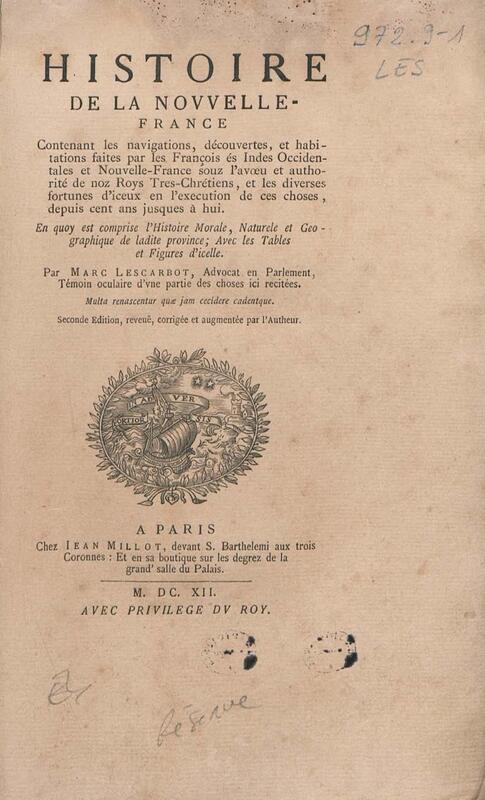 972.9-1
LES
HISTOIRE
DE LA NOVVELLE-
FRANCE
Contenant les navigations, découvertes, et habi-
tations faites par les François és Indes Occiden-
tales et Nouvelle-France souz l'avœu et autho-
rité de noz Roys Tres-Chrétiens, et les diverses
fortunes d'iceux en l'execution de ces choses,
depuis cent ans jusques à hui.
En quoy est comprise l'Histoire Morale, Naturele et Geo-
graphique de ladite province; Avec les Tables
et Figures d'icelle.
Par MARC LESCARBOT, Advocat en Parlement,
Témoin oculaire d'vne partie des choses ici recitées.
Multa renascentur quæ jam cecidere cadentque.
Seconde Edition, reveuë, corrigée et augmentée par l'Autheur.
IN AD VER
SIS
A PARIS
Chez IEAN MILLOT, devant S. Barthelemi aux trois
Coronnes : Et en sa boutique sur les degrez de la
grand' salle du Palais.
M. DC. XII.
AVEC PRIVILEGE DV ROY.
Réserve